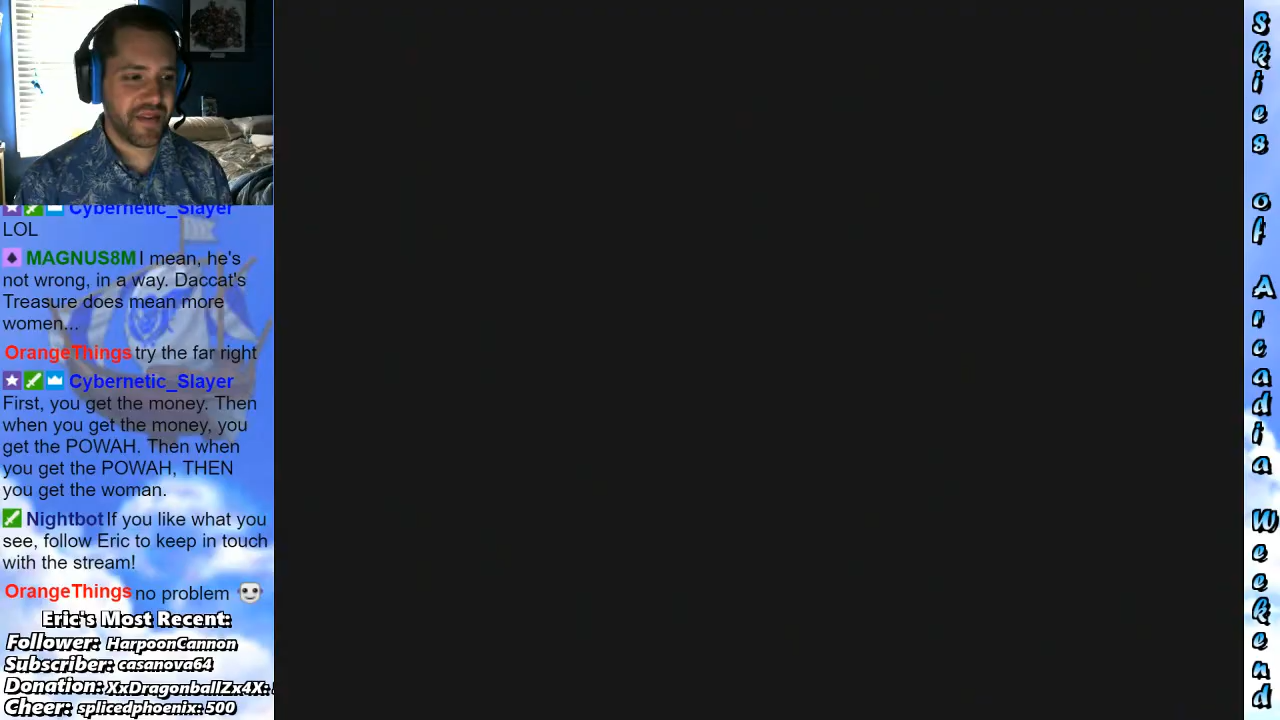 Cybernetic_Slayer
LOL
MAGNUS8M I mean, he's
not wrong, in a way. Daccat's
Treasure does mean more
women...
OrangeThings try the far right
Cybernetic_Slayer
First, you get the money. Then
when you get the money, you
get the POWAH. Then when
you get the POWAH, THEN
you get the woman.
Nightbot If you like what you
see, follow Eric to keep in touch
with the stream!
OrangeThings no problem
Eric's Most Recent:
Follower: HarpoonCannon
Subscriber: casanova64
Donation: XxDragonballZx4X:
Cheer: splicedphoenix: 500
Skies of Arcadia Weekend